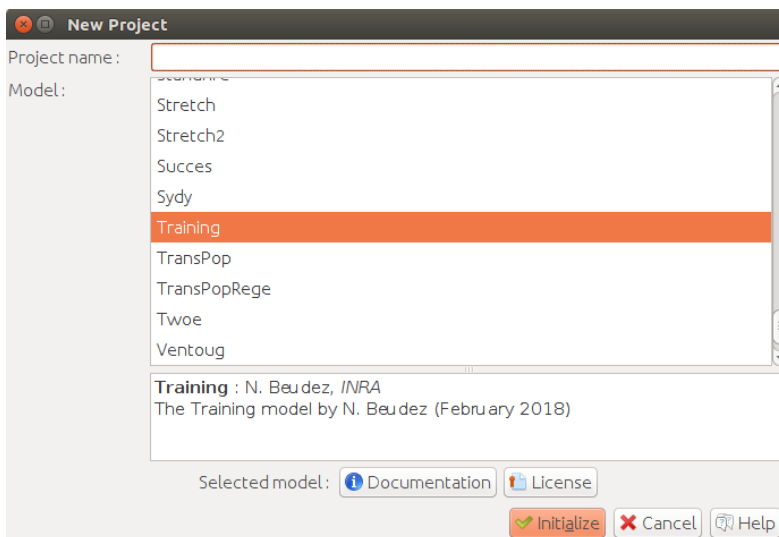 New Project
Project name :
Model :
Stretch
Stretch2
Succes
Sydy
Training
TransPop
TransPopRege
Twoe
Ventoug
Training : N. Beudez, INRA
The Training model by N. Beudez (February 2018)
Selected model : Documentation License
Initialize Cancel Help